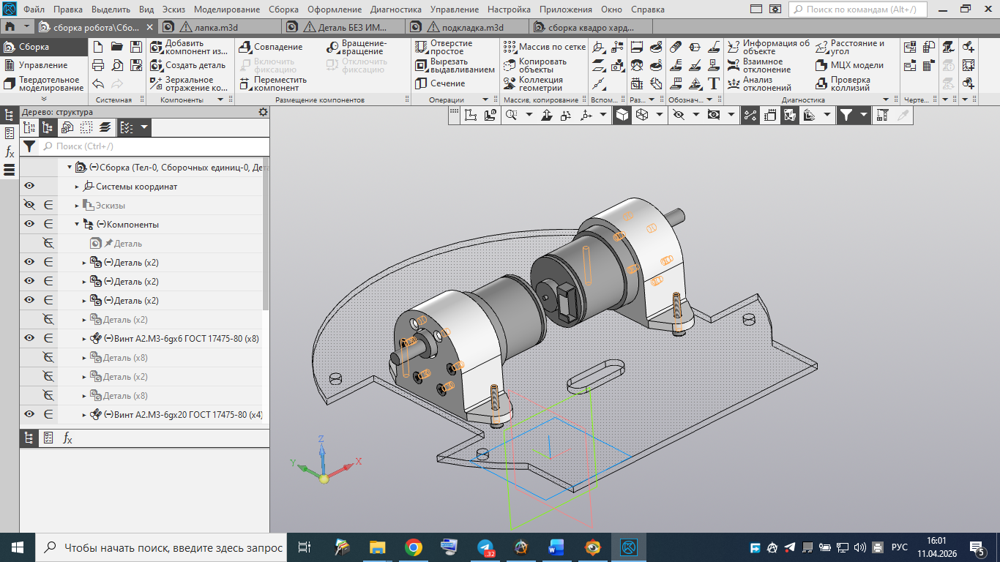 Файл Правка Выделить Вид Эскиз Моделирование Сборка Оформление Диагностика Управление Настройка Приложения Окно Справка
Поиск по командам (Alt+/)
сборка робота\Сбо...
лапка.m3d
Деталь БЕЗ ИМ...
подкладка.m3d
сборка квадро хард...
Сборка
Управление
Твердотельное моделирование
Системная
Добавить компонент из...
Создать деталь
Зеркальное отражение ко...
Компоненты
Совпадение
Включить фиксацию
Переместить компонент
Вращение-вращение
Отключить фиксацию
Размещение компонентов
Отверстие простое
Вырезать выдавливанием
Сечение
Операции
Массив по сетке
Копировать объекты
Коллекция геометрии
Массив, копирование
Вспом...
Раз...
Обознач...
Информация об объекте
Взаимное отклонение
Анализ отклонений
Расстояние и угол
МЦХ модели
Проверка коллизий
Диагностика
Черте...
Дерево: структура
Поиск (Ctrl+/)
(–)Сборка (Тел-0, Сборочных единиц-0, Дета
Системы координат
Эскизы
(–)Компоненты
Деталь
(–)Деталь (x2)
(–)Деталь (x2)
(–)Деталь (x2)
Деталь (x2)
(–)Винт A2.M3-6gx6 ГОСТ 17475-80 (x8)
Деталь (x8)
Деталь (x2)
Деталь (x8)
(–)Винт A2.M3-6gx20 ГОСТ 17475-80 (x4)
Z
Y
X
Чтобы начать поиск, введите здесь запрос
.32
РУС
16:01
11.04.2026
5